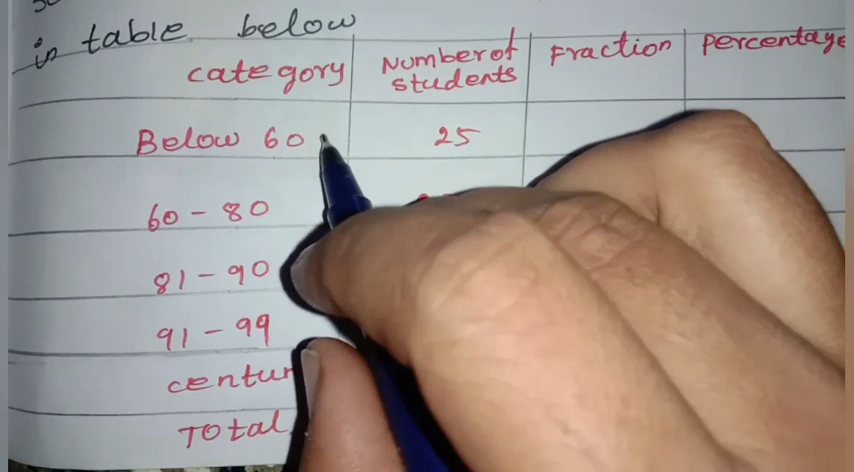 in table below
category Number of students Fraction percentage
Below 60 25
60 - 80
81 - 90
91 - 99
centur
Total